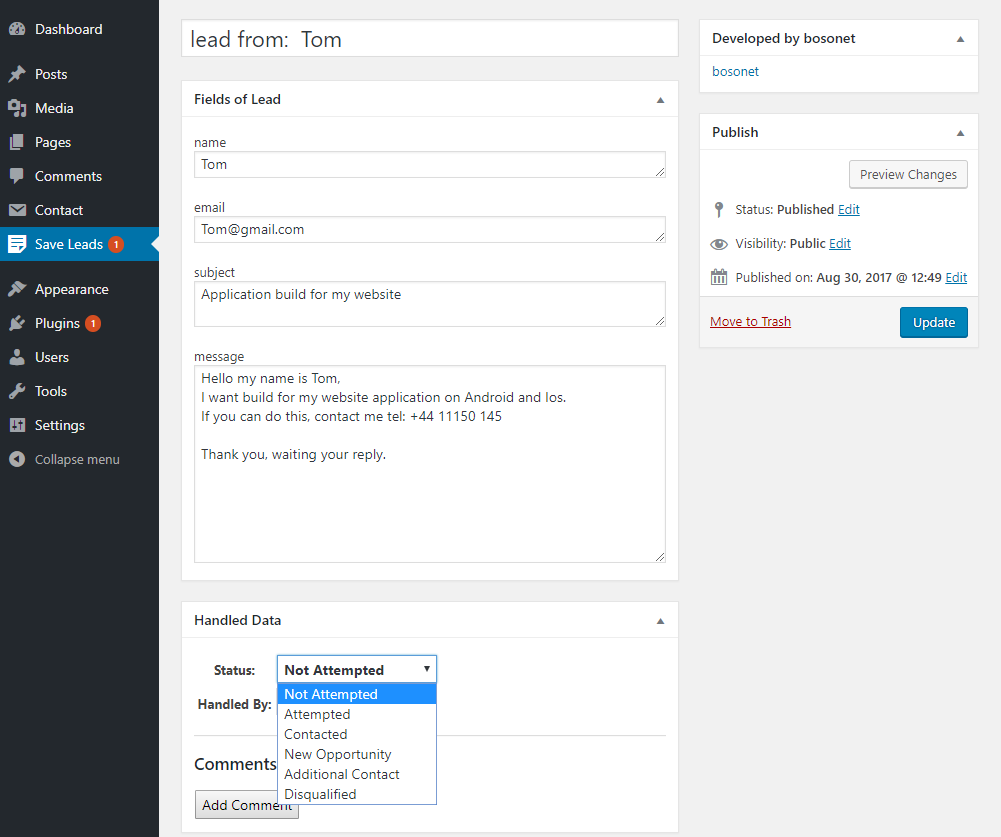 Dashboard
Posts
Media
Pages
Comments
Contact
Save Leads 1
Appearance
Plugins 1
Users
Tools
Settings
Collapse menu
lead from: Tom
Fields of Lead
name
Tom
email
Tom@gmail.com
subject
Application build for my website
message
Hello my name is Tom,
I want build for my website application on Android and Ios.
If you can do this, contact me tel: +44 11150 145
Thank you, waiting your reply.
Handled Data
Status: Not Attempted
Not Attempted
Handled By:
Attempted
Contacted
New Opportunity
Additional Contact
Disqualified
Comments
Add Comment
Developed by bosonet
bosonet
Publish
Preview Changes
Status: Published Edit
Visibility: Public Edit
Published on: Aug 30, 2017 @ 12:49 Edit
Move to Trash
Update